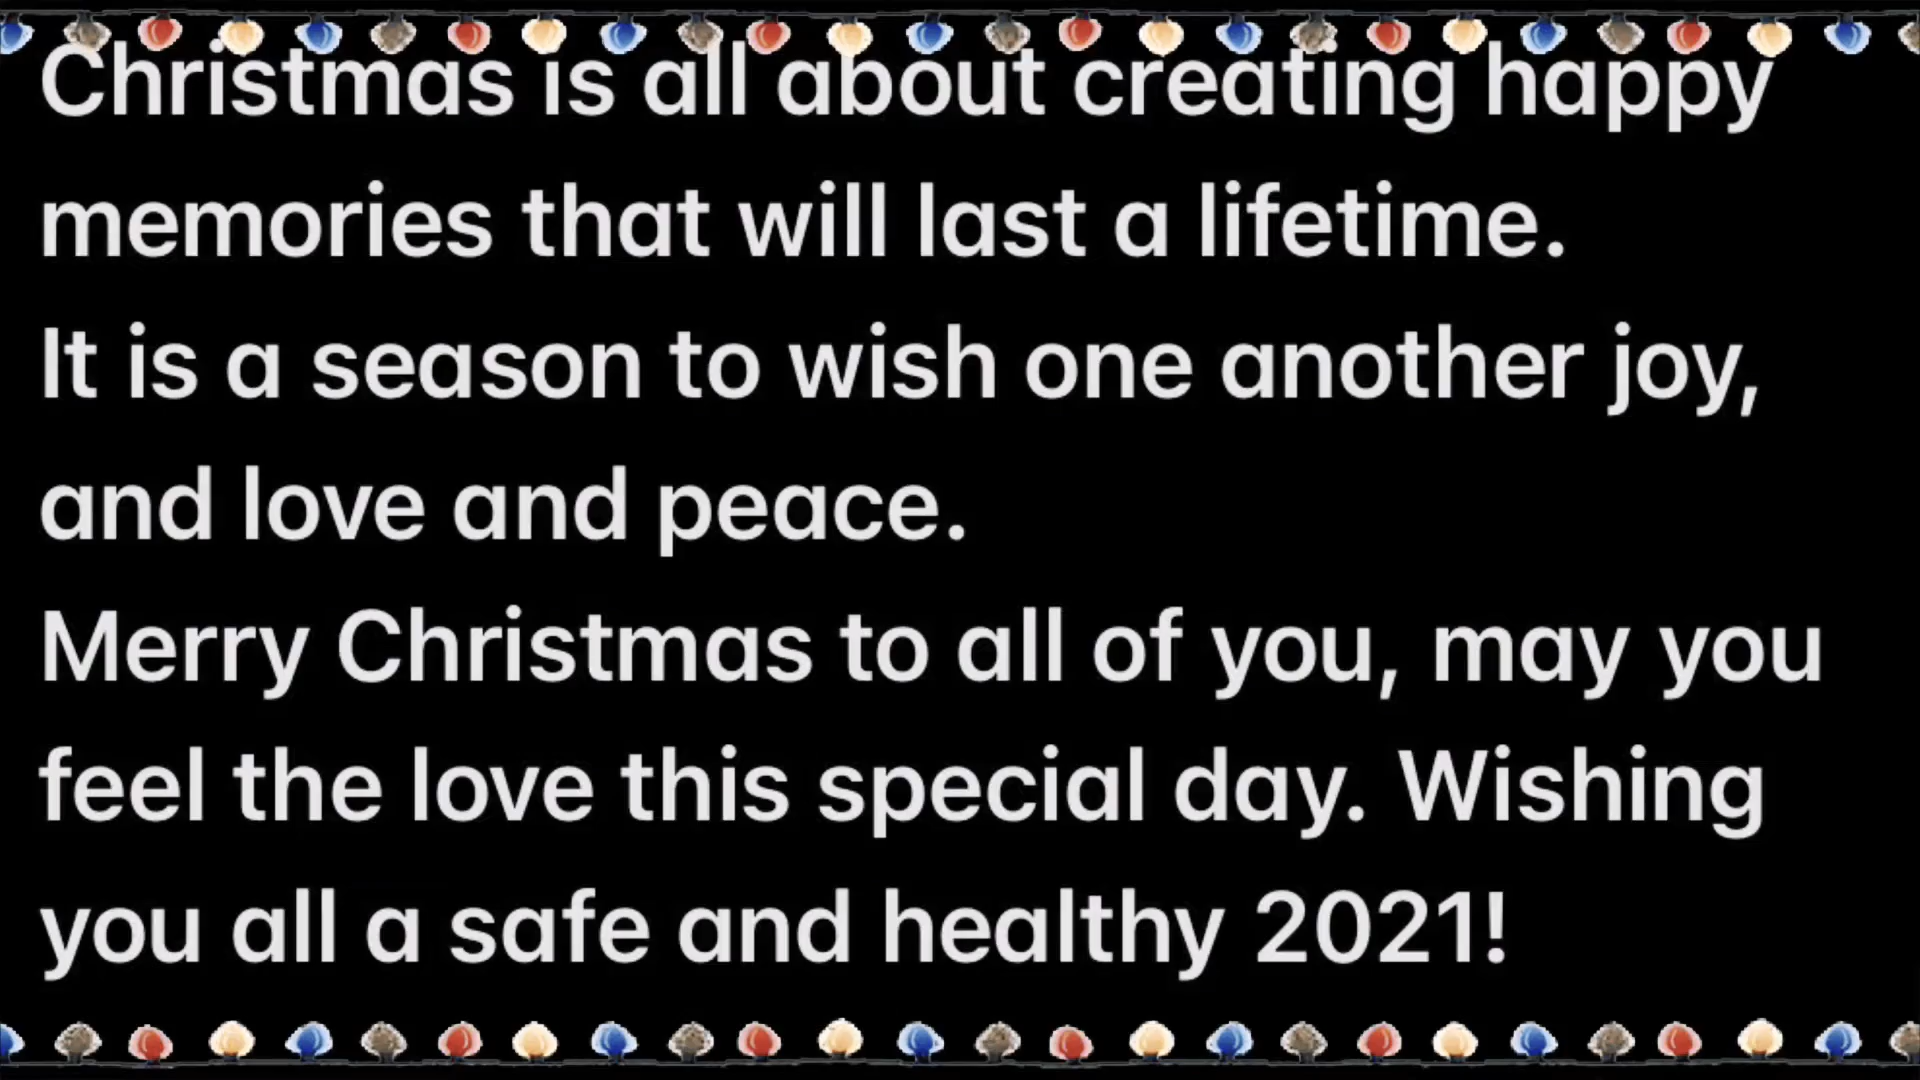 Christmas is all about creating happy
memories that will last a lifetime.
It is a season to wish one another joy,
and love and peace.
Merry Christmas to all of you, may you
feel the love this special day. Wishing
you all a safe and healthy 2021!